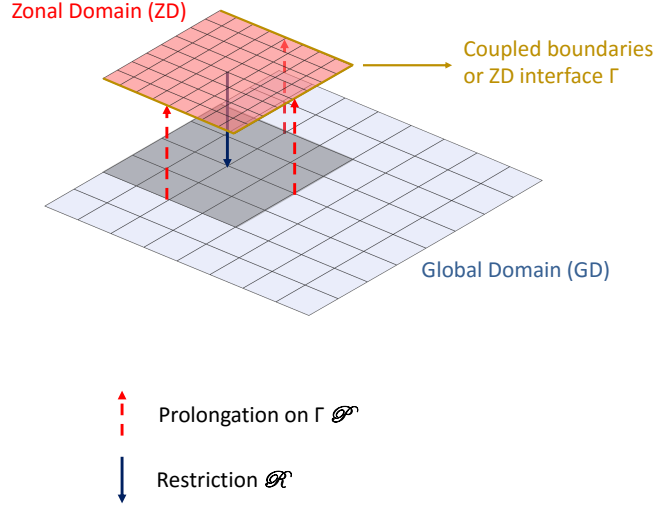 Zonal Domain (ZD)
Coupled boundaries
or ZD interface Γ
Global Domain (GD)
Prolongation on Γ 𝒫
Restriction ℛ